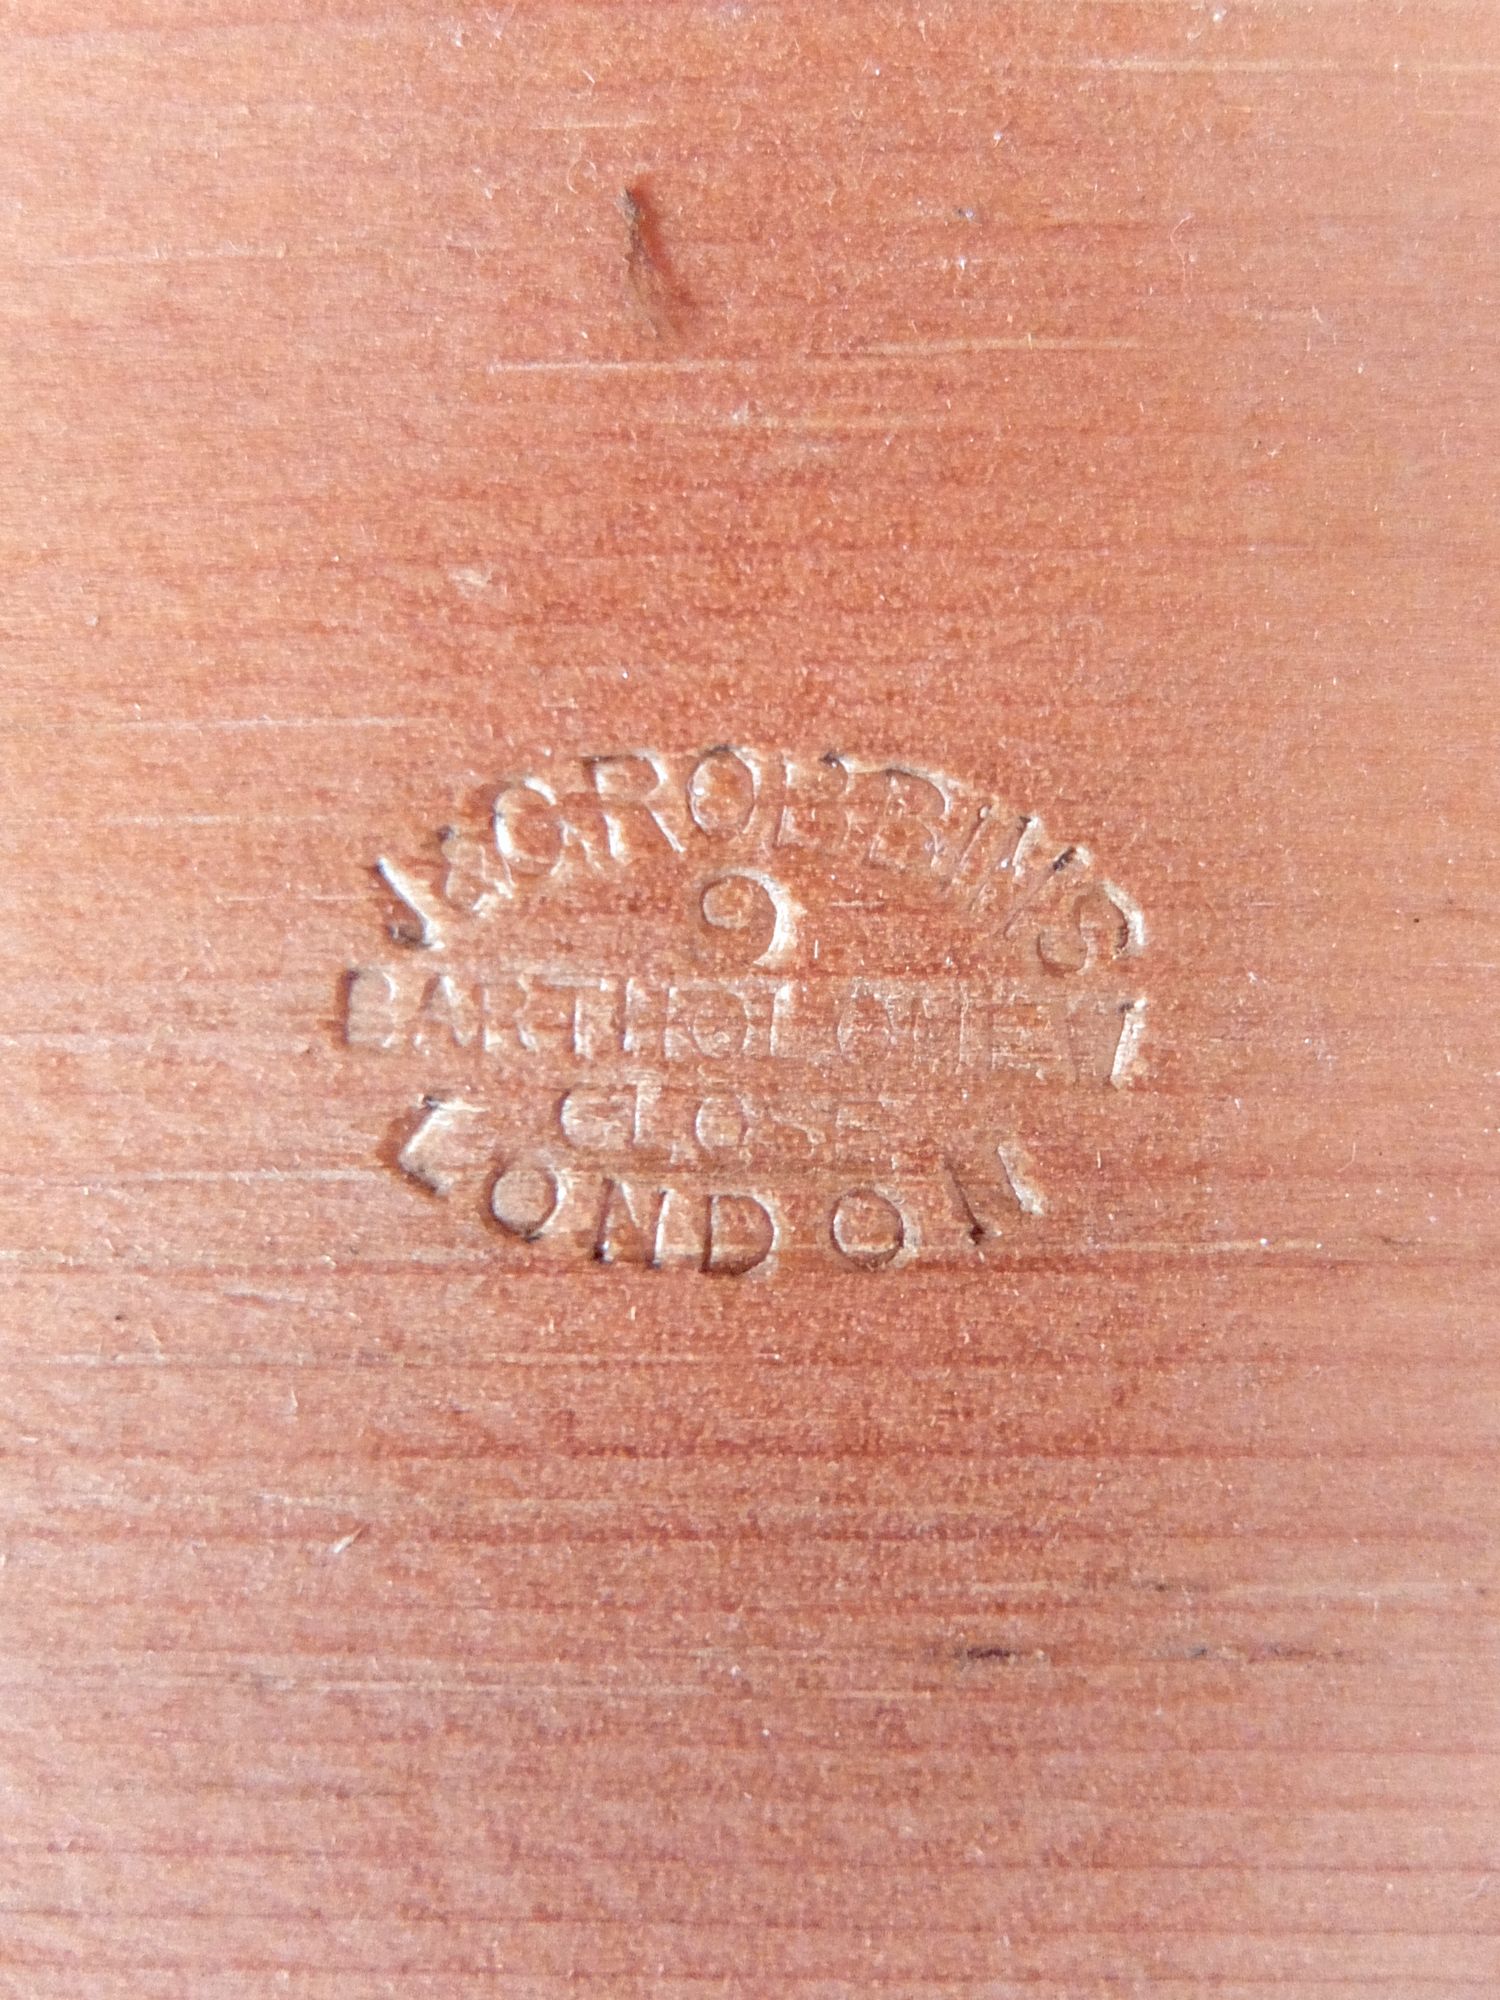 J & G ROBBINS
9
BARTHOLOMEW
CLOSE
LONDON